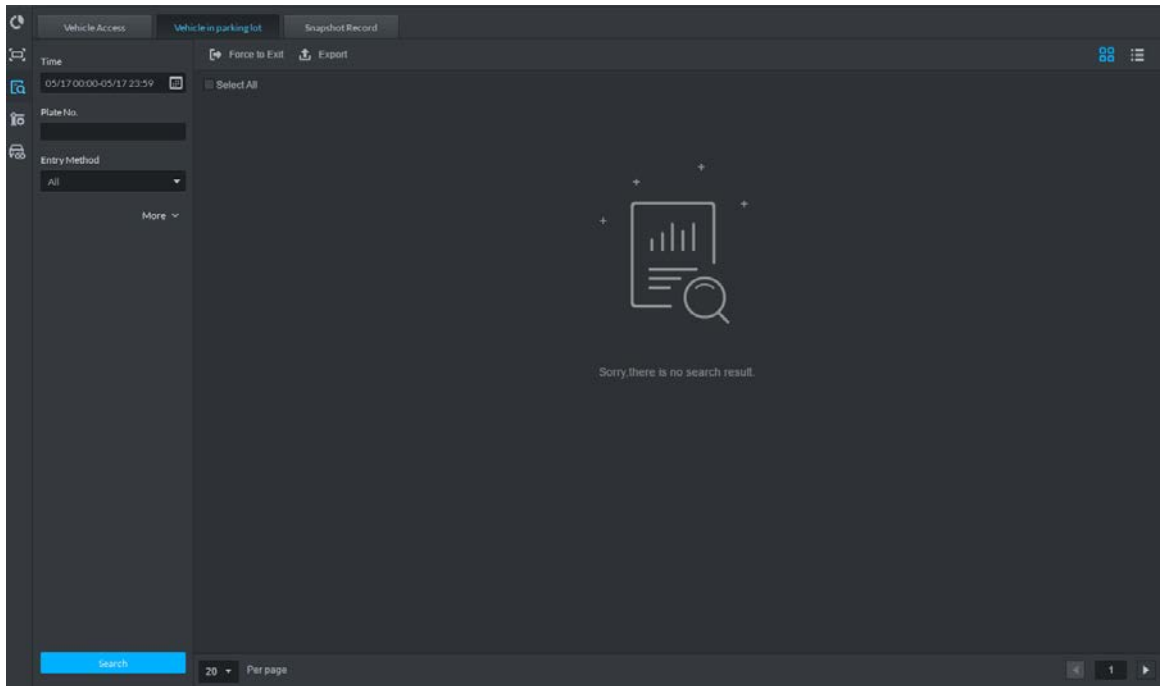 Vehicle Access
Vehicle in parking lot
Snapshot Record
Time
05/17 00:00-05/17 23:59
Plate No.
Entry Method
All
More
Search
Force to Exit
Export
Select All
Sorry,there is no search result.
20
Per page
1